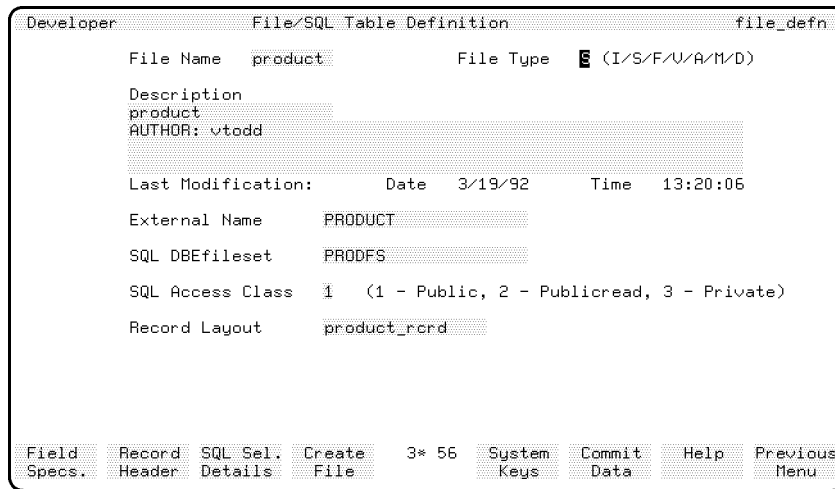 Developer File/SQL Table Definition file_defn
File Name product File Type S (I/S/F/V/A/M/D)
Description
product
AUTHOR: vtodd
Last Modification: Date 3/19/92 Time 13:20:06
External Name PRODUCT
SQL DBEfileset PRODFS
SQL Access Class 1 (1 - Public, 2 - Publicread, 3 - Private)
Record Layout product_rcrd
Field Record SQL Sel. Create 3* 56 System Commit Help Previous
Specs. Header Details File Keys Data Menu